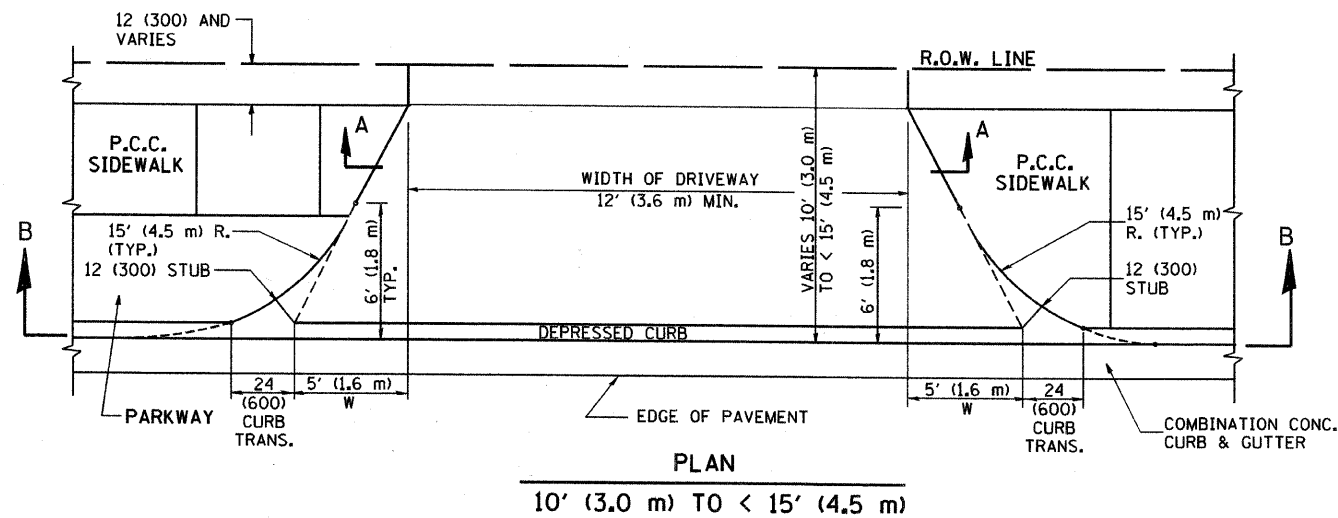 12 (300) AND
VARIES
R.O.W. LINE
A
A
P.C.C.
SIDEWALK
P.C.C.
SIDEWALK
WIDTH OF DRIVEWAY
12' (3.6 m) MIN.
VARIES 10' (3.0 m)
TO < 15' (4.5 m)
B
B
15' (4.5 m) R.
(TYP.)
15' (4.5 m)
R. (TYP.)
12 (300) STUB
12 (300)
STUB
6' (1.8 m)
TYP.
6' (1.8 m)
DEPRESSED CURB
24
(600)
CURB
TRANS.
5' (1.6 m)
W
5' (1.6 m)
W
24
(600)
CURB
TRANS.
PARKWAY
EDGE OF PAVEMENT
COMBINATION CONC.
CURB & GUTTER
PLAN
10' (3.0 m) TO < 15' (4.5 m)